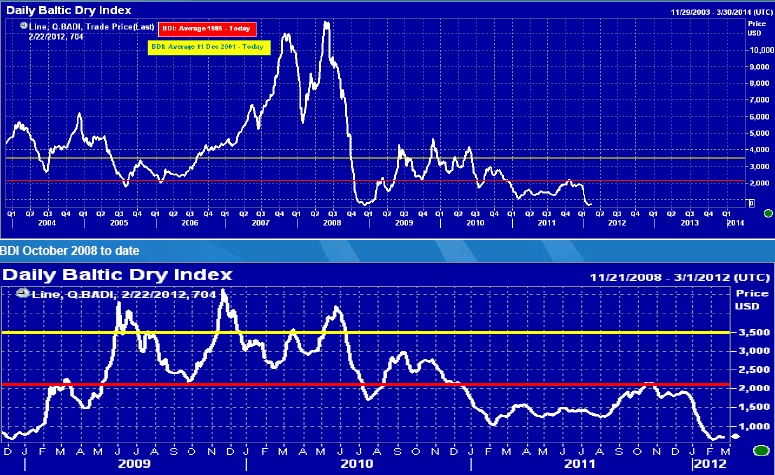 Daily Baltic Dry Index
11/29/2003 - 3/30/2014 (UTC)
Line, Q.BADI, Trade Price(Last)
2/22/2012, 704
BDI: Average 1985 - Today
BDI: Average 11 Dec 2001 - Today
Price
USD
10,000
9,000
8,000
7,000
6,000
5,000
4,000
3,000
2,000
0
Q1 Q2 Q3 Q4 Q1 Q2 Q3 Q4 Q1 Q2 Q3 Q4 Q1 Q2 Q3 Q4 Q1 Q2 Q3 Q4 Q1 Q2 Q3 Q4 Q1 Q2 Q3 Q4 Q1 Q2 Q3 Q4 Q1 Q2 Q3 Q4 Q1 Q2 Q3 Q4 Q1
2004 2005 2006 2007 2008 2009 2010 2011 2012 2013 2014
BDI October 2008 to date
Daily Baltic Dry Index
11/21/2008 - 3/1/2012 (UTC)
Line, Q.BADI, 2/22/2012, 704
Price
USD
3,500
3,000
2,500
2,000
1,500
1,000
D J F M A M J J A S O N D J F M A M J J A S O N D J F M A M J J A S O N D J F M
2009 2010 2011 2012